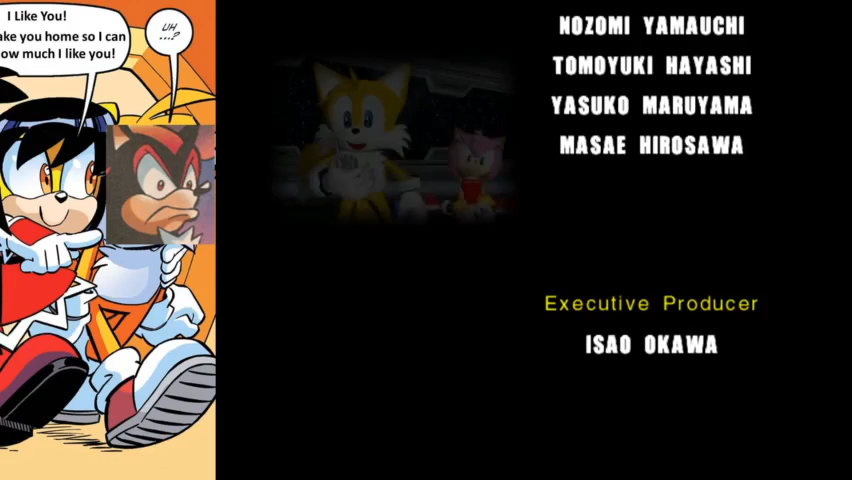 I Like You!
ake you home so I can
ow much I like you!
UH
...?
NOZOMI YAMAUCHI
TOMOYUKI HAYASHI
YASUKO MARUYAMA
MASAE HIROSAWA
Executive Producer
ISAO OKAWA